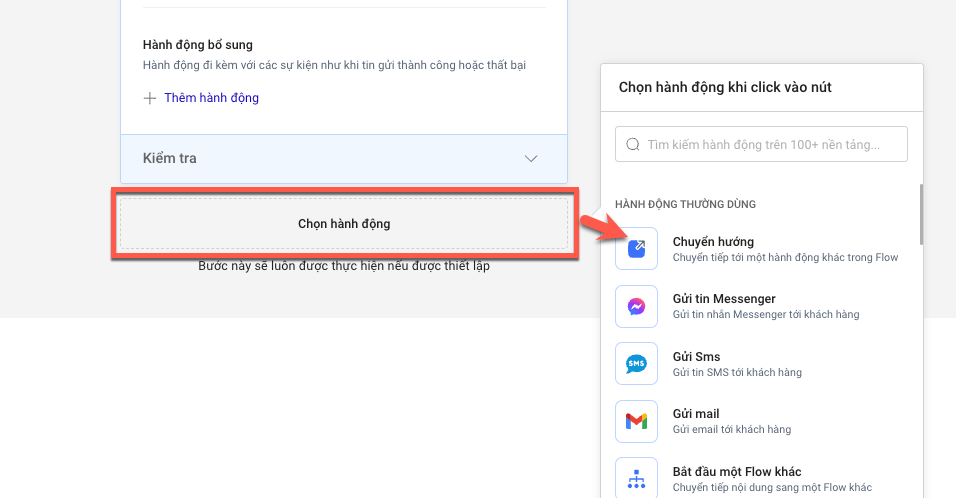 Hành động bổ sung
Hành động đi kèm với các sự kiện như khi tin gửi thành công hoặc thất bại
Thêm hành động
Kiểm tra
Chọn hành động
Bước này sẽ luôn được thực hiện nếu được thiết lập
Chọn hành động khi click vào nút
Tìm kiếm hành động trên 100+ nền tảng...
HÀNH ĐỘNG THƯỜNG DÙNG
Chuyển hướng
Chuyển tiếp tới một hành động khác trong Flow
Gửi tin Messenger
Gửi tin nhắn Messenger tới khách hàng
SMS
Gửi Sms
Gửi tin SMS tới khách hàng
Gửi mail
Gửi email tới khách hàng
Bắt đầu một Flow khác
Chuyển tiếp nội dung sang một Flow khác